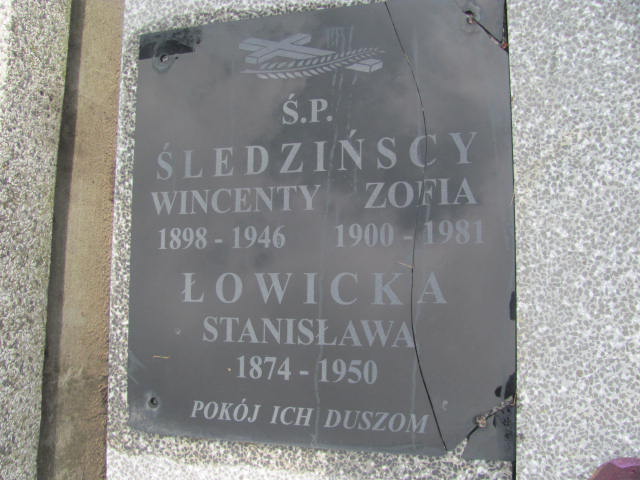 Ś.P.
ŚLEDZIŃSCY
WINCENTY ZOFIA
1898 - 1946 1900 - 1981
ŁOWICKA
STANISŁAWA
1874 - 1950
POKÓJ ICH DUSZOM